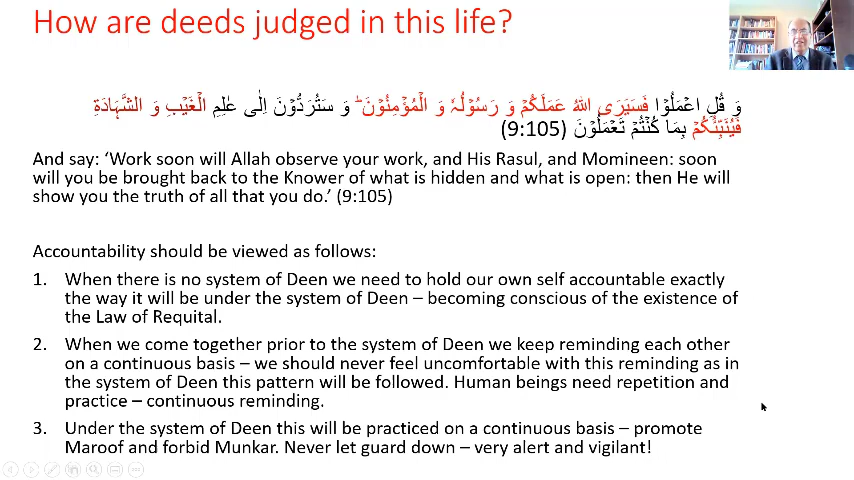 How are deeds judged in this life?
وَ قُلِ اعْمَلُوْا فَسَيَرَى اللّٰهُ عَمَلَكُمْ وَ رَسُوْلُهٗ وَ الْمُؤْمِنُوْنَ ؕ وَ سَتُرَدُّوْنَ اِلٰى عٰلِمِ الْغَيْبِ وَ الشَّهَادَةِ
فَيُنَبِّئُكُمْ بِمَا كُنْتُمْ تَعْمَلُوْنَ (9:105)
And say: ‘Work soon will Allah observe your work, and His Rasul, and Momineen: soon
will you be brought back to the Knower of what is hidden and what is open: then He will
show you the truth of all that you do.’ (9:105)
Accountability should be viewed as follows:
1. When there is no system of Deen we need to hold our own self accountable exactly
the way it will be under the system of Deen – becoming conscious of the existence of
the Law of Requital.
2. When we come together prior to the system of Deen we keep reminding each other
on a continuous basis – we should never feel uncomfortable with this reminding as in
the system of Deen this pattern will be followed. Human beings need repetition and
practice – continuous reminding.
3. Under the system of Deen this will be practiced on a continuous basis – promote
Maroof and forbid Munkar. Never let guard down – very alert and vigilant!